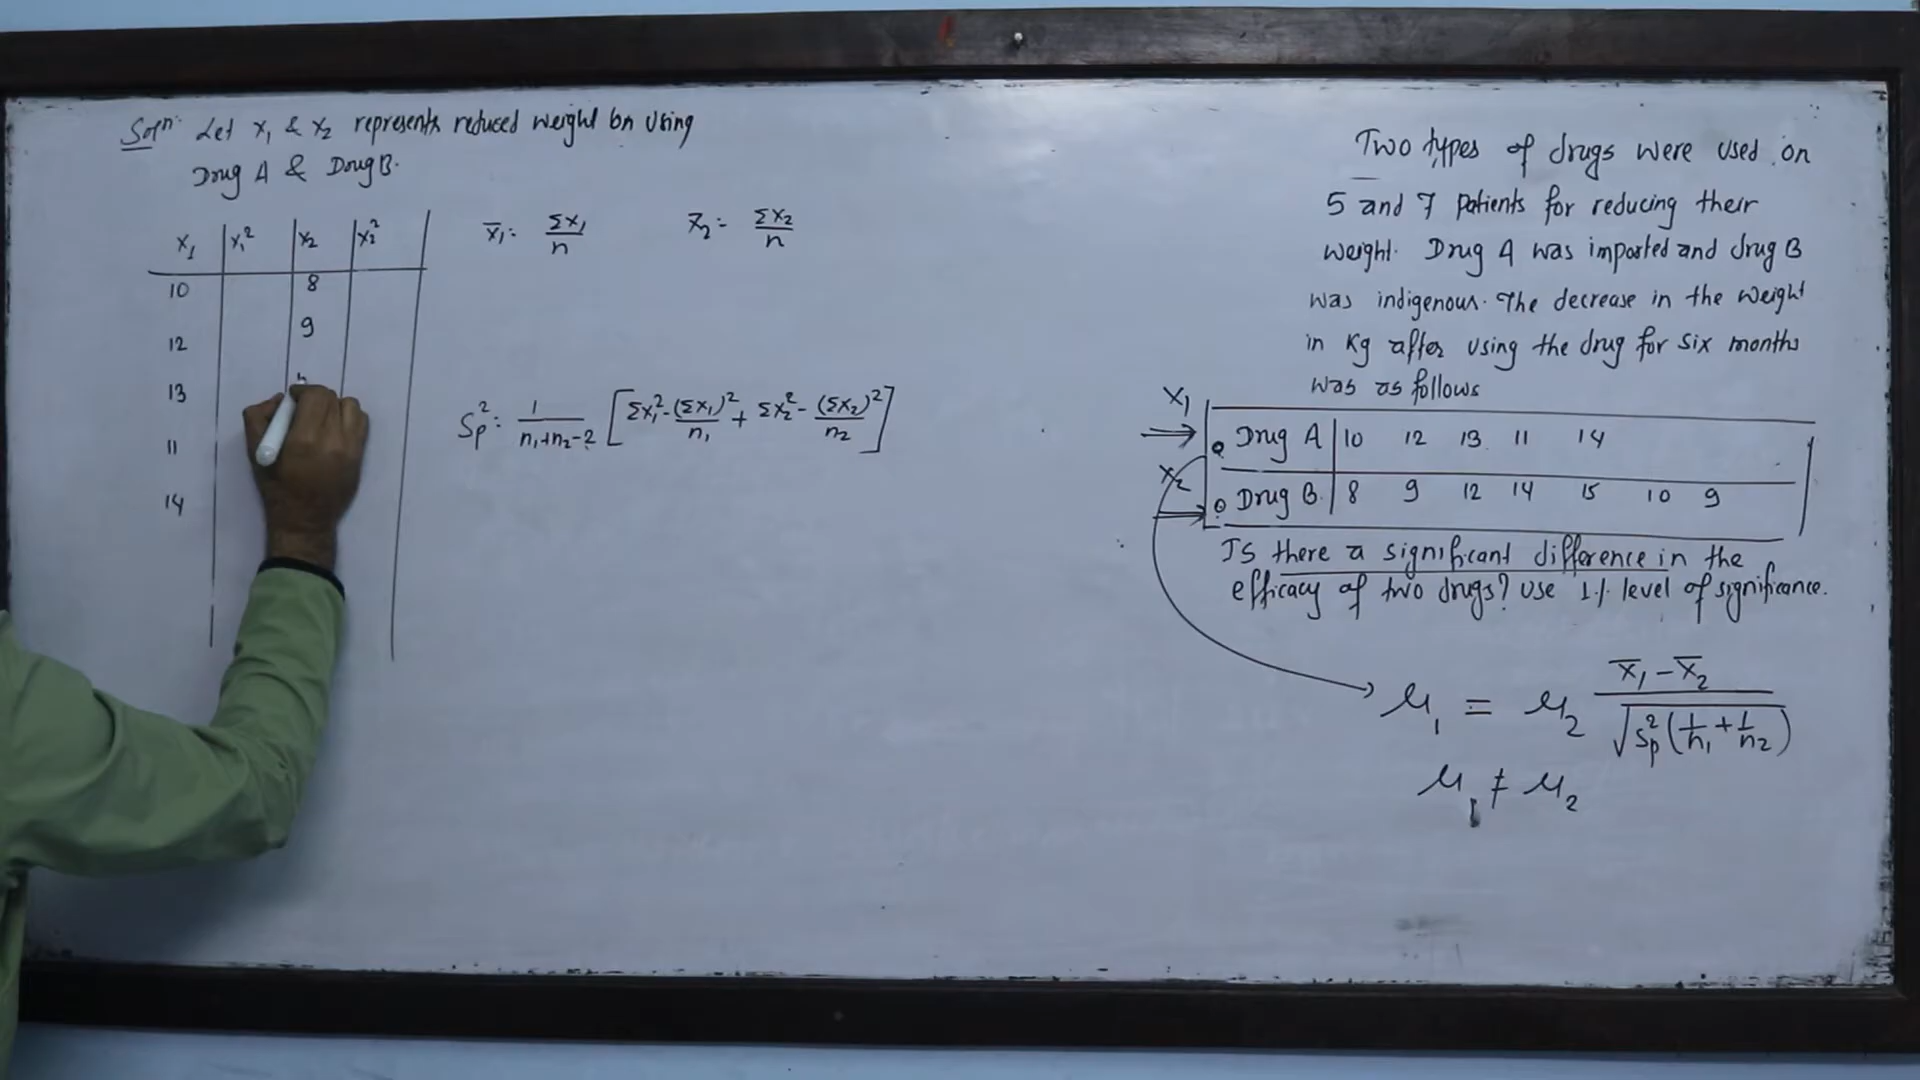 Solⁿ: Let x₁ & x₂ represents reduced weight on using
Drug A & Drug B.
x₁ x₁² x₂ x₂²
10 8
12 9
13
11
14
x̄₁ = Σx₁/n x̄₂ = Σx₂/n
Sp² = 1/(n₁+n₂-2) [Σx₁² - (Σx₁)²/n₁ + Σx₂² - (Σx₂)²/n₂]
Two types of drugs were used on
5 and 7 patients for reducing their
weight. Drug A was imported and drug B
was indigenous. The decrease in the weight
in Kg after using the drug for six months
was as follows
x₁ Drug A 10 12 13 11 14
x₂ Drug B 8 9 12 14 15 10 9
Is there a significant difference in the
efficacy of two drugs? Use 1% level of significance.
μ₁ = μ₂ (x̄₁ - x̄₂)/√(Sp²(1/n₁ + 1/n₂))
μ₁ ≠ μ₂